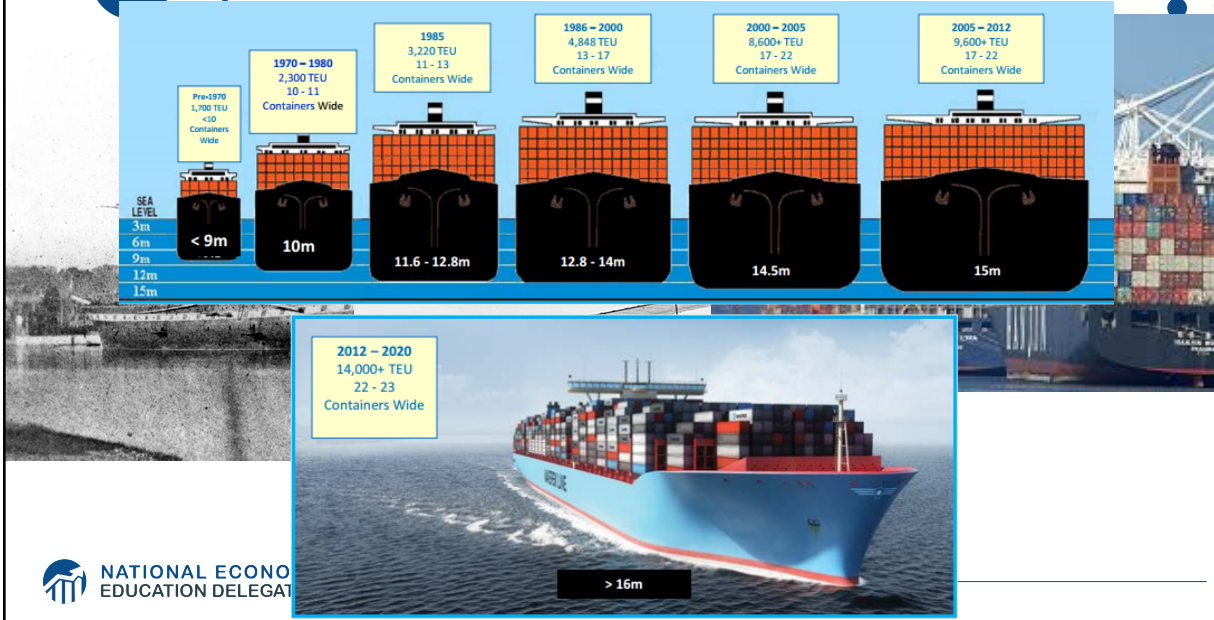 Pre-1970
1,700 TEU
<10
Containers
Wide
1970 – 1980
2,300 TEU
10 - 11
Containers Wide
1985
3,220 TEU
11 - 13
Containers Wide
1986 – 2000
4,848 TEU
13 - 17
Containers Wide
2000 – 2005
8,600+ TEU
17 - 22
Containers Wide
2005 – 2012
9,600+ TEU
17 - 22
Containers Wide
SEA
LEVEL
3m
6m
9m
12m
15m
< 9m
10m
11.6 - 12.8m
12.8 - 14m
14.5m
15m
2012 – 2020
14,000+ TEU
22 - 23
Containers Wide
> 16m
NATIONAL ECONO
EDUCATION DELEGAT